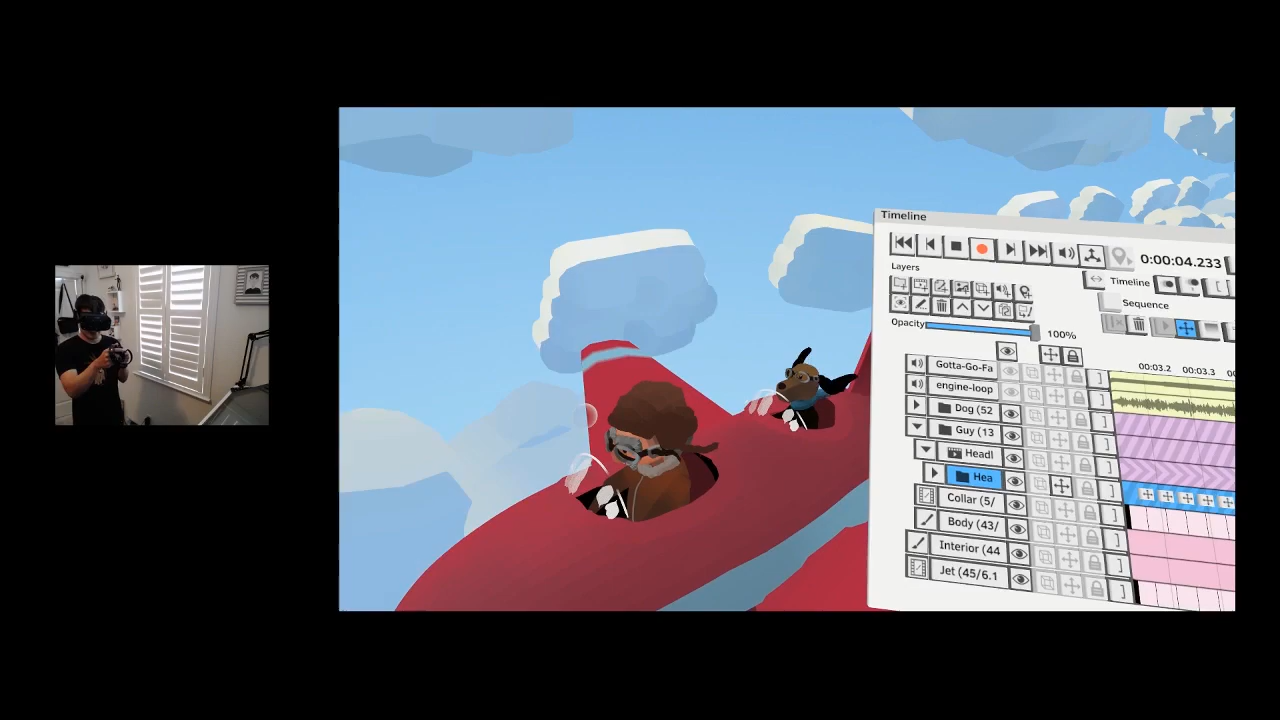 Timeline
0:00:04.233
Layers
Timeline
Sequence
Opacity
100%
00:03.2 00:03.3
Gotta-Go-Fa
engine-loop
Dog (52
Guy (13
Headl
Hea
Collar (5/
Body (43/
Interior (44
Jet (45/6.1